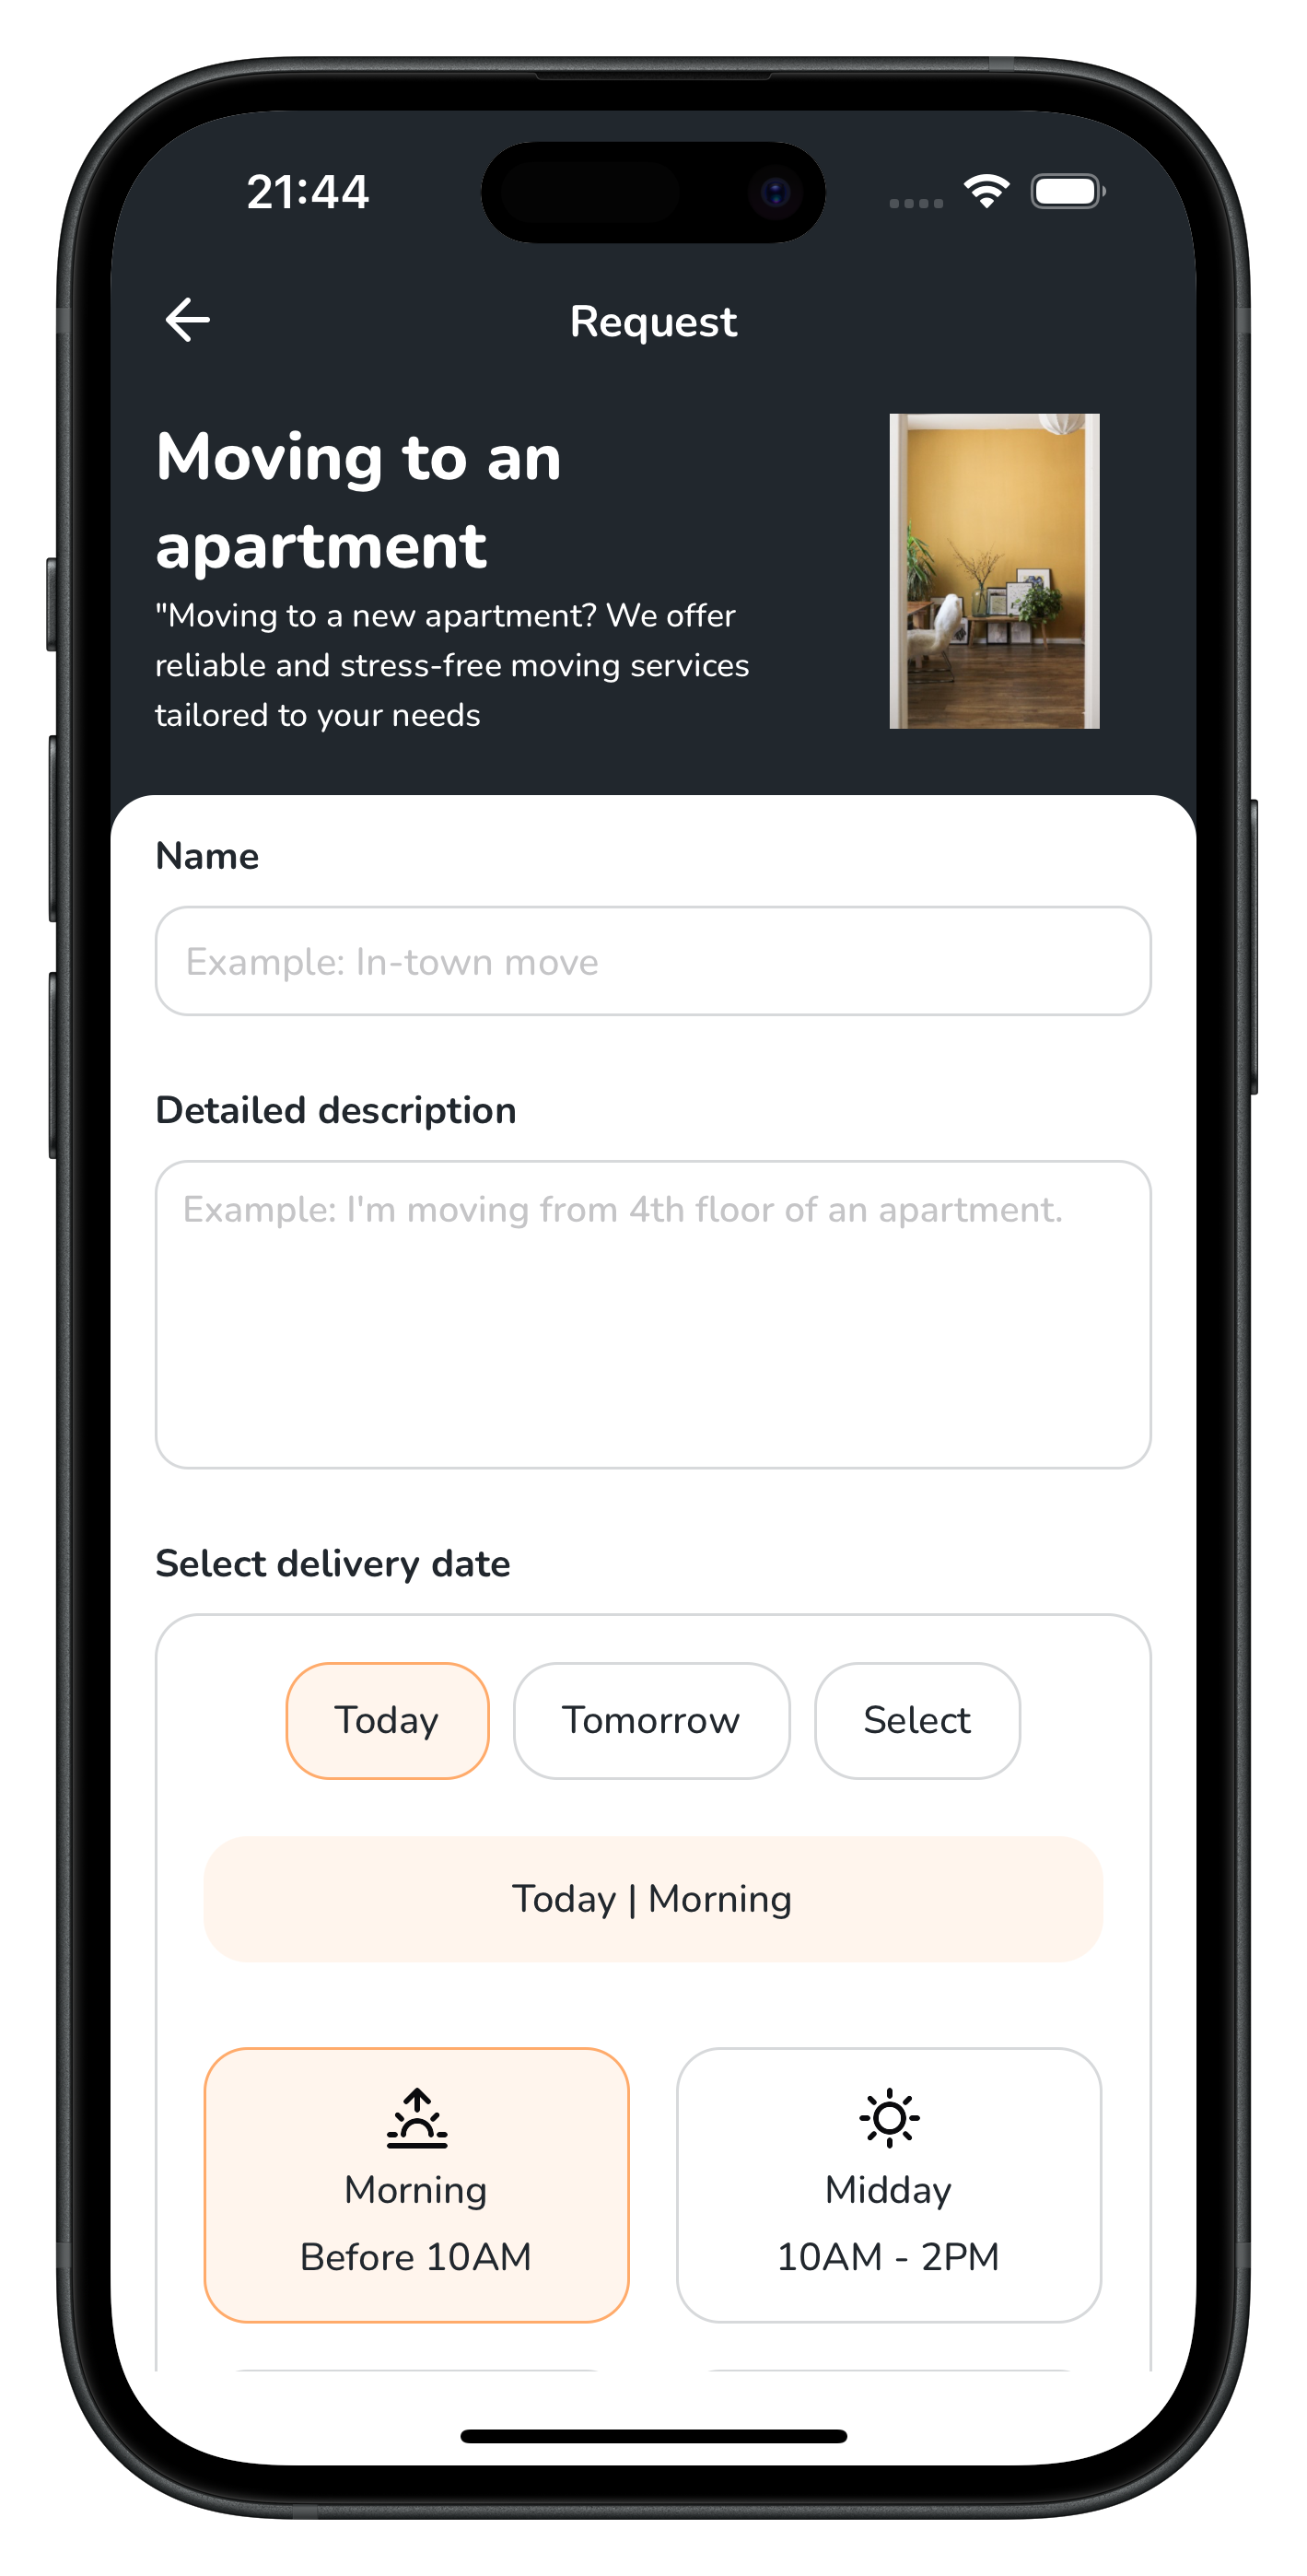 21:44
Request
Moving to an
apartment
"Moving to a new apartment? We offer
reliable and stress-free moving services
tailored to your needs
Name
Example: In-town move
Detailed description
Example: I'm moving from 4th floor of an apartment.
Select delivery date
Today
Tomorrow
Select
Today | Morning
Morning
Before 10AM
Midday
10AM - 2PM